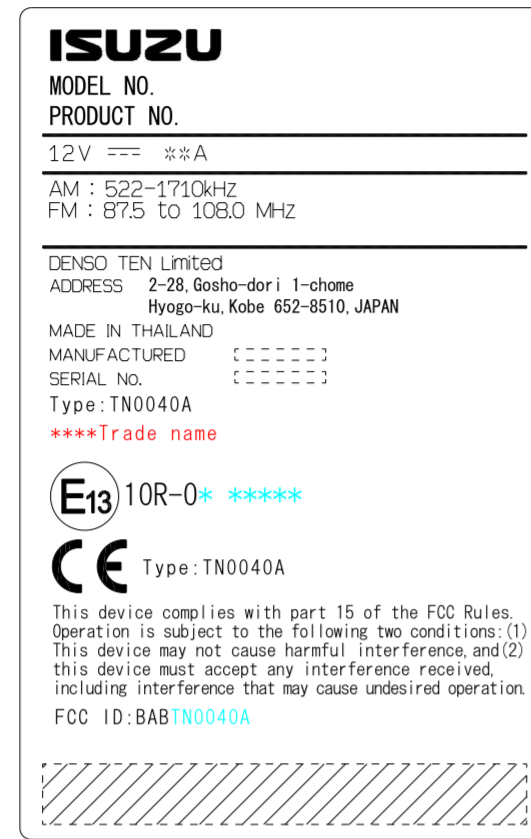 ISUZU
MODEL NO.
PRODUCT NO.
12V ⎓ **A
AM : 522-1710kHz
FM : 87.5 to 108.0 MHz
DENSO TEN Limited
ADDRESS 2-28,Gosho-dori 1-chome
Hyogo-ku,Kobe 652-8510,JAPAN
MADE IN THAILAND
MANUFACTURED
SERIAL No.
Type:TN0040A
****Trade name
E13 10R-0* *****
CE Type:TN0040A
This device complies with part 15 of the FCC Rules.
Operation is subject to the following two conditions:(1)
This device may not cause harmful interference,and(2)
this device must accept any interference received,
including interference that may cause undesired operation.
FCC ID:BABTN0040A